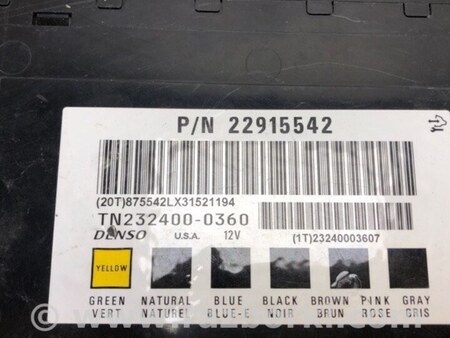 P/N 22915542
(20T)875542LX31521194
TN232400-0360
DENSO U.S.A. 12V
(1T)23240003607
YELLOW
GREEN NATURAL BLUE BLACK BROWN PINK GRAY
VERT NATUREL BLUE-E NOIR BRUN ROSE GRIS